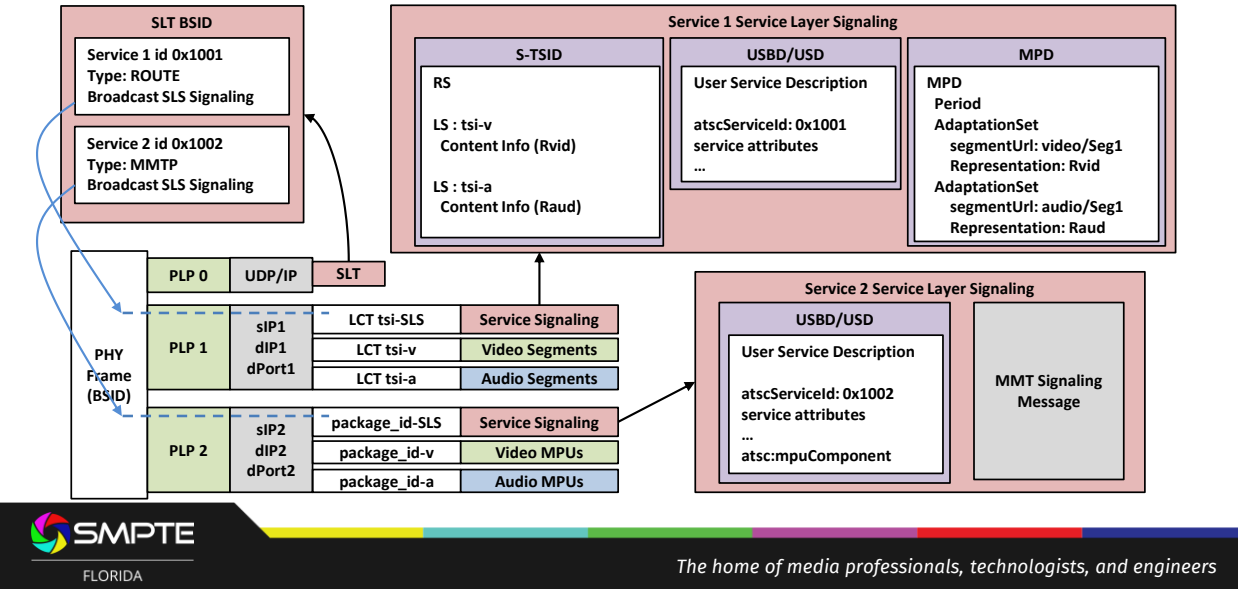 SLT BSID
Service 1 id 0x1001
Type: ROUTE
Broadcast SLS Signaling
Service 2 id 0x1002
Type: MMTP
Broadcast SLS Signaling
Service 1 Service Layer Signaling
S-TSID
RS
LS : tsi-v
Content Info (Rvid)
LS : tsi-a
Content Info (Raud)
USBD/USD
User Service Description
atscServiceId: 0x1001
service attributes
…
MPD
MPD
Period
AdaptationSet
segmentUrl: video/Seg1
Representation: Rvid
AdaptationSet
segmentUrl: audio/Seg1
Representation: Raud
PHY
Frame
(BSID)
PLP 0
UDP/IP
SLT
PLP 1
sIP1
dIP1
dPort1
LCT tsi-SLS
Service Signaling
LCT tsi-v
Video Segments
LCT tsi-a
Audio Segments
PLP 2
sIP2
dIP2
dPort2
package_id-SLS
Service Signaling
package_id-v
Video MPUs
package_id-a
Audio MPUs
Service 2 Service Layer Signaling
USBD/USD
User Service Description
atscServiceId: 0x1002
service attributes
…
atsc:mpuComponent
MMT Signaling
Message
SMPTE
FLORIDA
The home of media professionals, technologists, and engineers